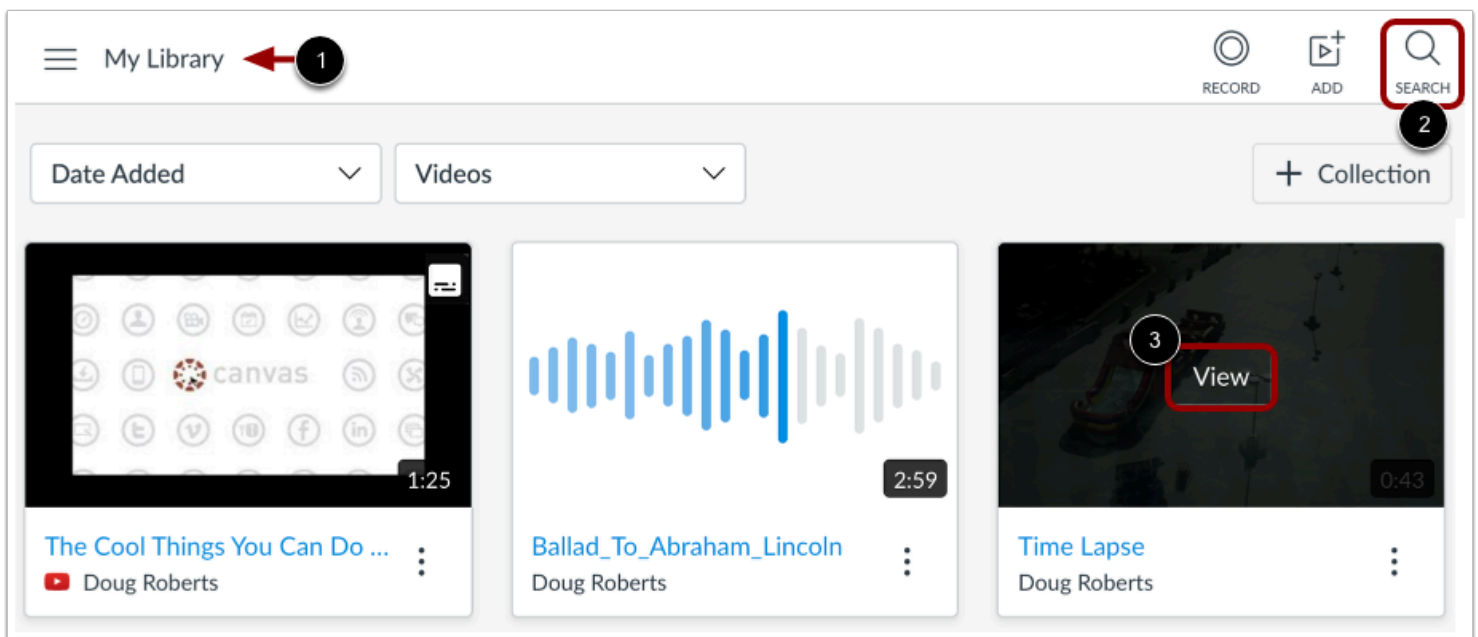 My Library
1
RECORD
ADD
SEARCH
2
Date Added
Videos
+ Collection
canvas
1:25
2:59
3
View
0:43
The Cool Things You Can Do ...
Doug Roberts
Ballad_To_Abraham_Lincoln
Doug Roberts
Time Lapse
Doug Roberts